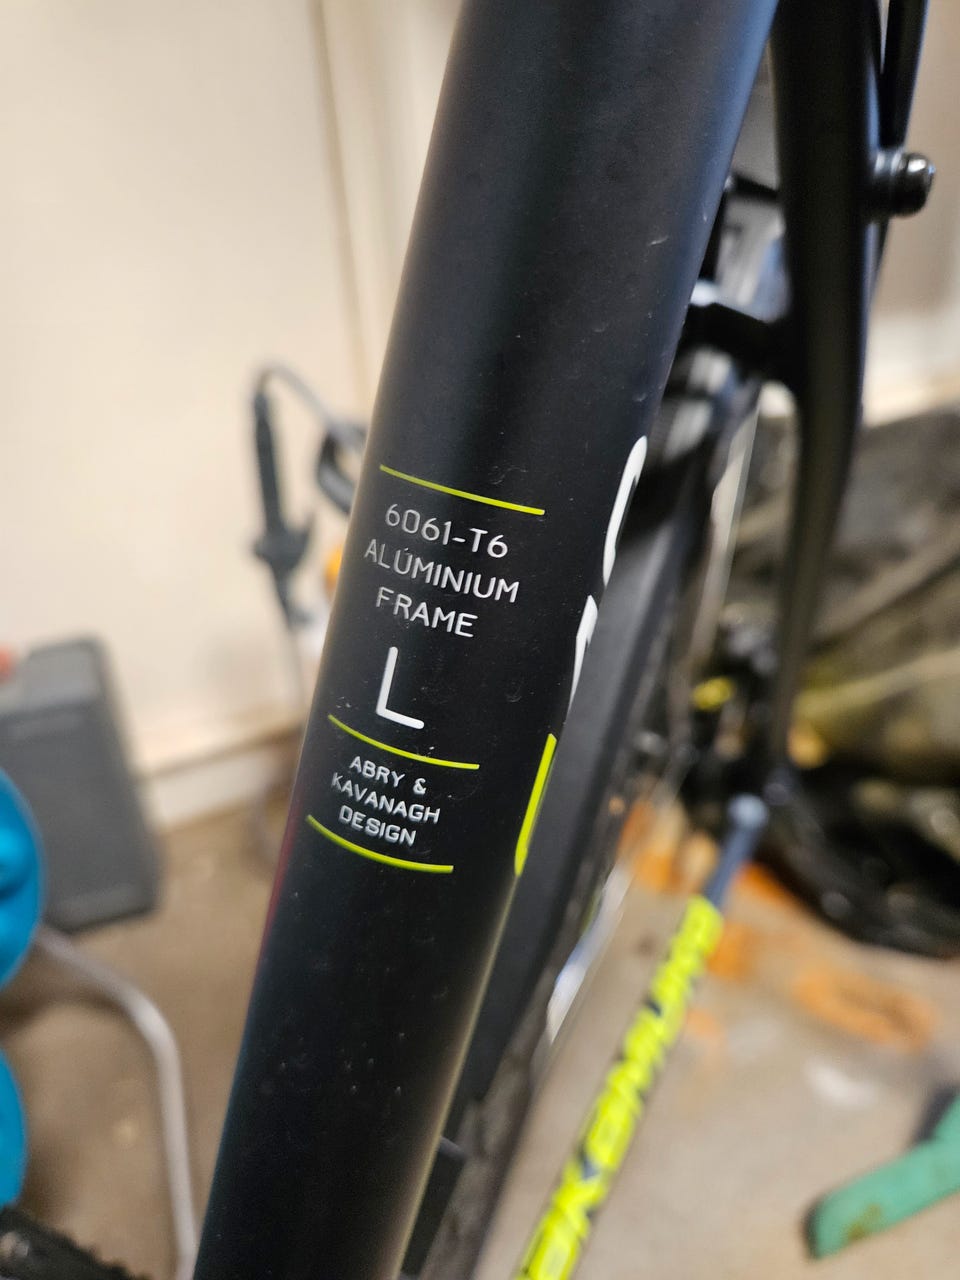 6061-T6
ALUMINIUM
FRAME
L
ABRY &
KAVANAGH
DESIGN